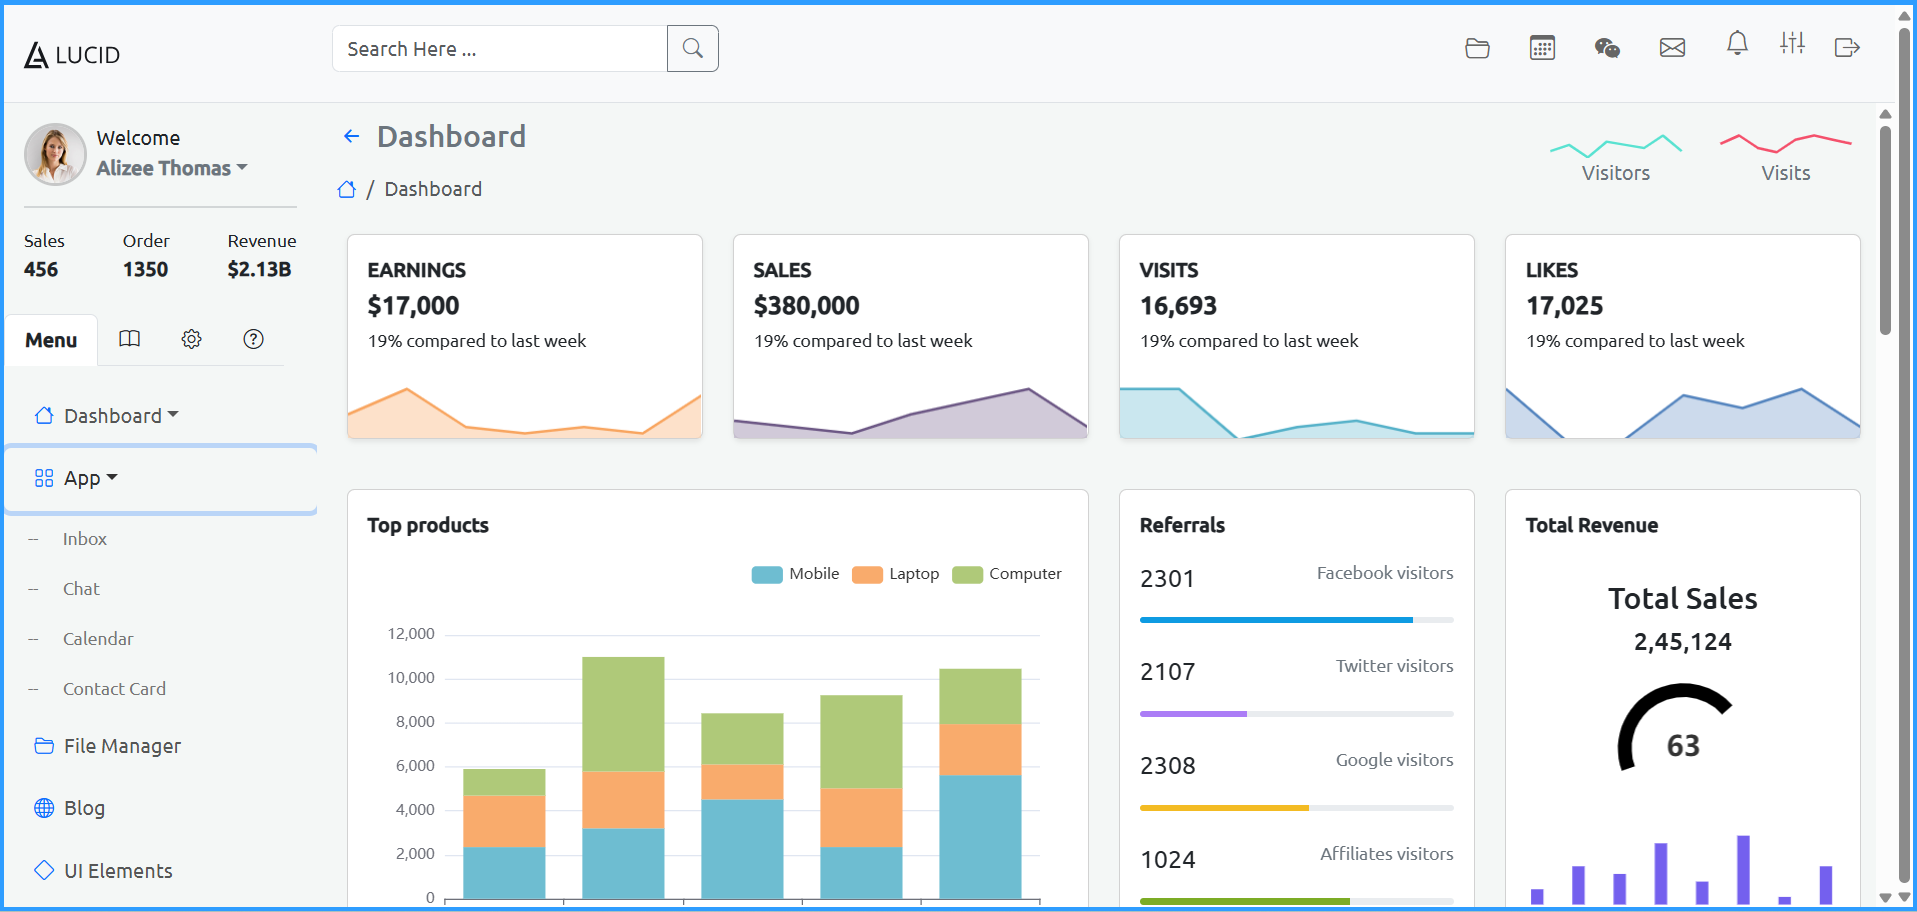 LUCID
Search Here ...
Welcome
Alizee Thomas
Sales Order Revenue
456 1350 $2.13B
Menu
Dashboard
App
-- Inbox
-- Chat
-- Calendar
-- Contact Card
File Manager
Blog
UI Elements
Dashboard
/ Dashboard
Visitors
Visits
EARNINGS
$17,000
19% compared to last week
SALES
$380,000
19% compared to last week
VISITS
16,693
19% compared to last week
LIKES
17,025
19% compared to last week
Top products
Mobile Laptop Computer
12,000
10,000
8,000
6,000
4,000
2,000
0
Referrals
2301 Facebook visitors
2107 Twitter visitors
2308 Google visitors
1024 Affiliates visitors
Total Revenue
Total Sales
2,45,124
63